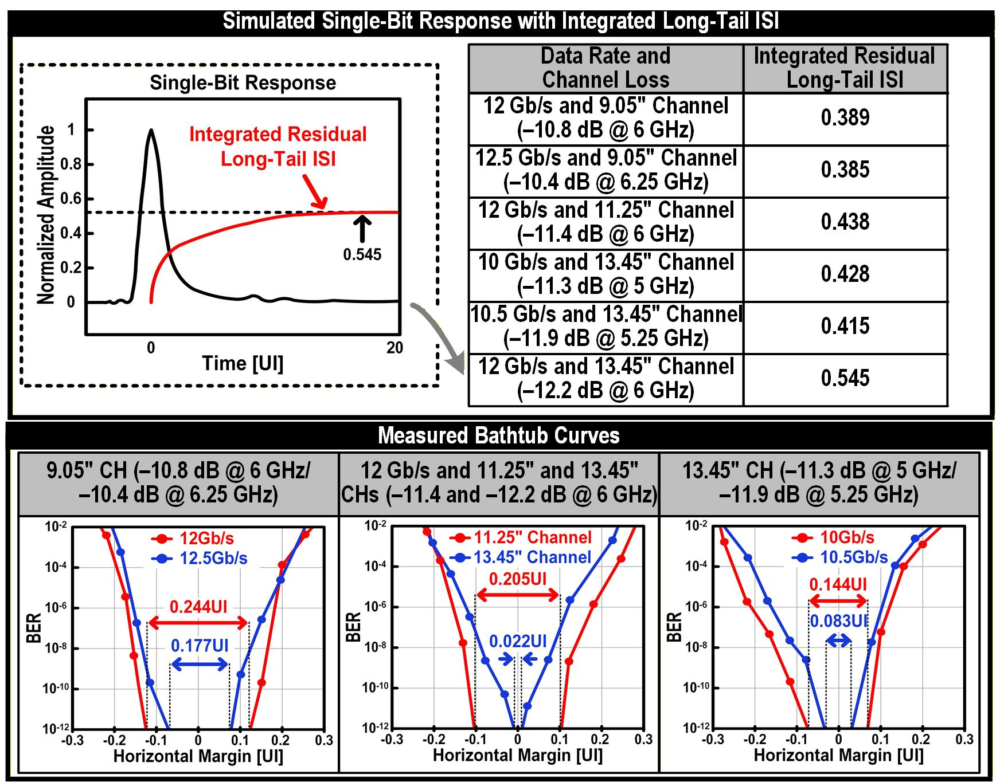 Simulated Single-Bit Response with Integrated Long-Tail ISI
Single-Bit Response
Normalized Amplitude
1
0.8
0.6
0.4
0.2
0
Integrated Residual
Long-Tail ISI
0.545
0
20
Time [UI]
Data Rate and
Channel Loss
Integrated Residual
Long-Tail ISI
12 Gb/s and 9.05" Channel
(–10.8 dB @ 6 GHz)
0.389
12.5 Gb/s and 9.05" Channel
(–10.4 dB @ 6.25 GHz)
0.385
12 Gb/s and 11.25" Channel
(–11.4 dB @ 6 GHz)
0.438
10 Gb/s and 13.45" Channel
(–11.3 dB @ 5 GHz)
0.428
10.5 Gb/s and 13.45" Channel
(–11.9 dB @ 5.25 GHz)
0.415
12 Gb/s and 13.45" Channel
(–12.2 dB @ 6 GHz)
0.545
Measured Bathtub Curves
9.05" CH (–10.8 dB @ 6 GHz/
–10.4 dB @ 6.25 GHz)
BER
10-2
10-4
10-6
10-8
10-10
10-12
12Gb/s
12.5Gb/s
0.244UI
0.177UI
-0.3 -0.2 -0.1 0 0.1 0.2 0.3
Horizontal Margin [UI]
12 Gb/s and 11.25" and 13.45"
CHs (–11.4 and –12.2 dB @ 6 GHz)
BER
10-2
10-4
10-6
10-8
10-10
10-12
11.25" Channel
13.45" Channel
0.205UI
0.022UI
-0.3 -0.2 -0.1 0 0.1 0.2 0.3
Horizontal Margin [UI]
13.45" CH (–11.3 dB @ 5 GHz/
–11.9 dB @ 5.25 GHz)
BER
10-2
10-4
10-6
10-8
10-10
10-12
10Gb/s
10.5Gb/s
0.144UI
0.083UI
-0.3 -0.2 -0.1 0 0.1 0.2 0.3
Horizontal Margin [UI]